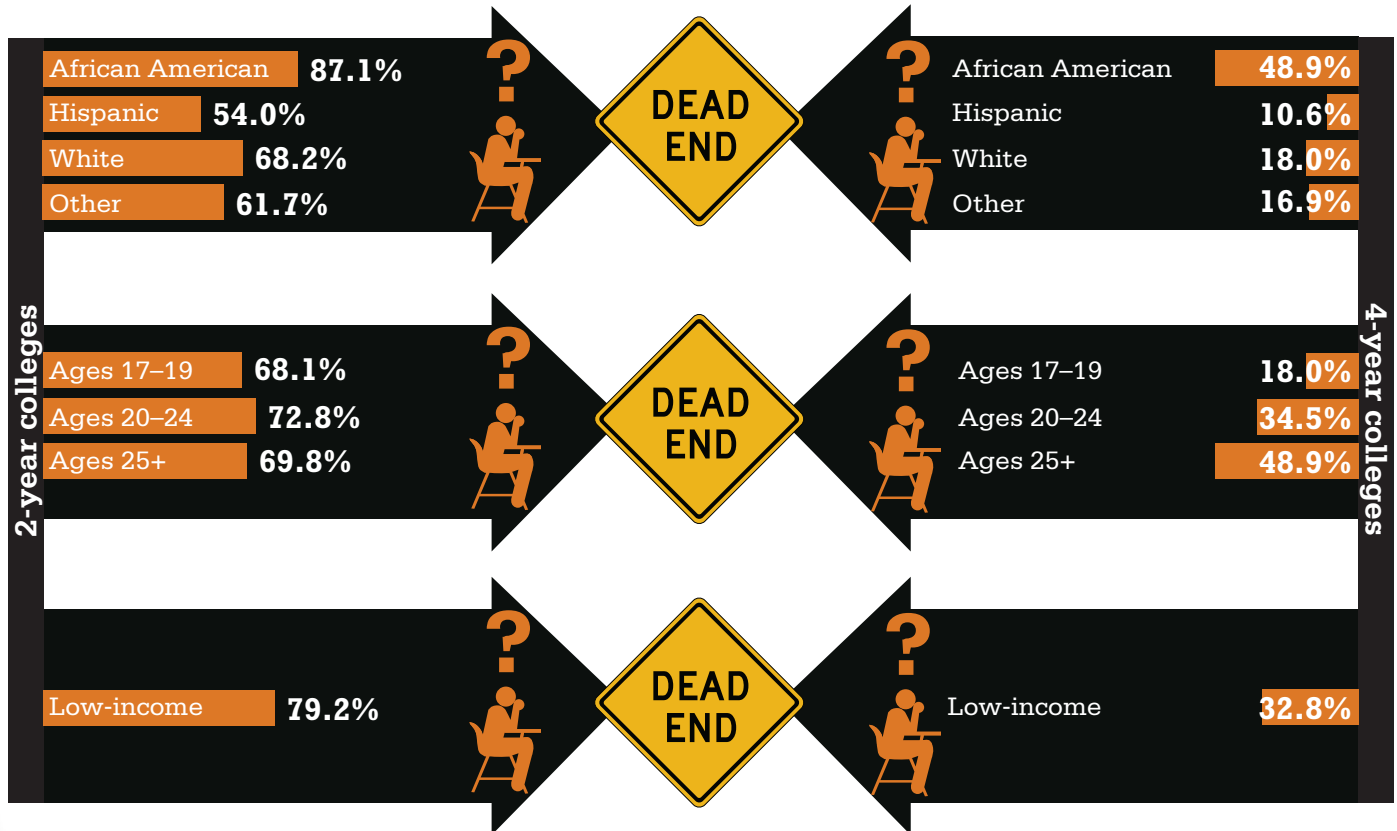 2-year colleges
African American 87.1%
Hispanic 54.0%
White 68.2%
Other 61.7%
?
DEAD
END
?
African American 48.9%
Hispanic 10.6%
White 18.0%
Other 16.9%
Ages 17–19 68.1%
Ages 20–24 72.8%
Ages 25+ 69.8%
?
DEAD
END
?
Ages 17–19 18.0%
Ages 20–24 34.5%
Ages 25+ 48.9%
Low-income 79.2%
?
DEAD
END
?
Low-income 32.8%
4-year colleges